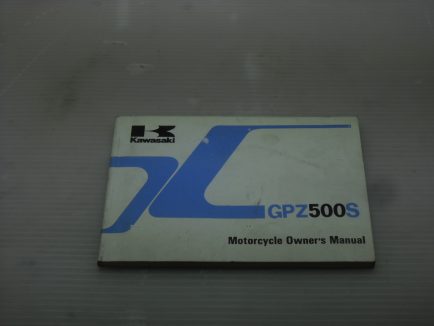 Kawasaki
GPZ500S
Motorcycle Owner's Manual